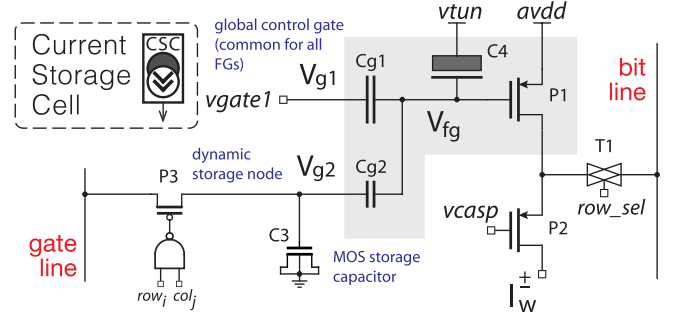 Current
Storage
Cell
CSC
global control gate
(common for all
FGs)
vtun
avdd
C4
Cg1
Vg1
vgate1
Vfg
P1
bit
line
dynamic
storage node
Vg2
Cg2
P3
T1
row_sel
vcasp
P2
C3
MOS storage
capacitor
gate
line
rowi colj
Iw±